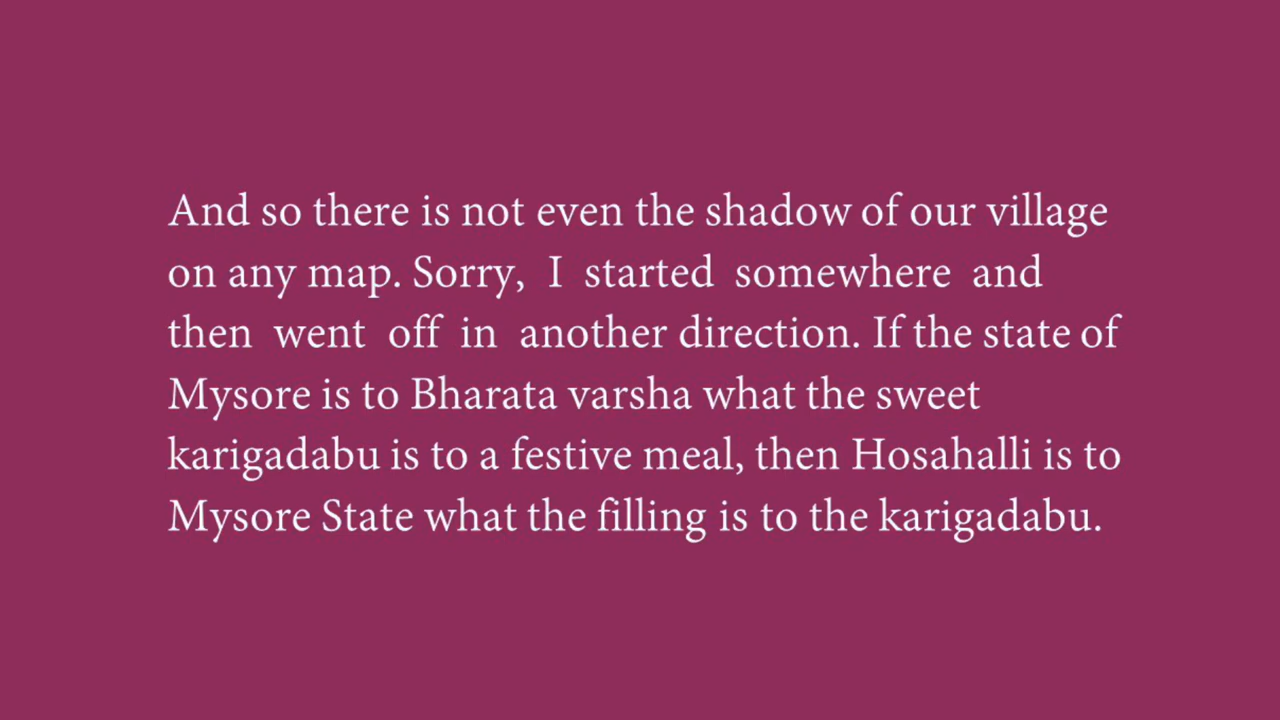 And so there is not even the shadow of our village
on any map. Sorry, I started somewhere and
then went off in another direction. If the state of
Mysore is to Bharata varsha what the sweet
karigadabu is to a festive meal, then Hosahalli is to
Mysore State what the filling is to the karigadabu.